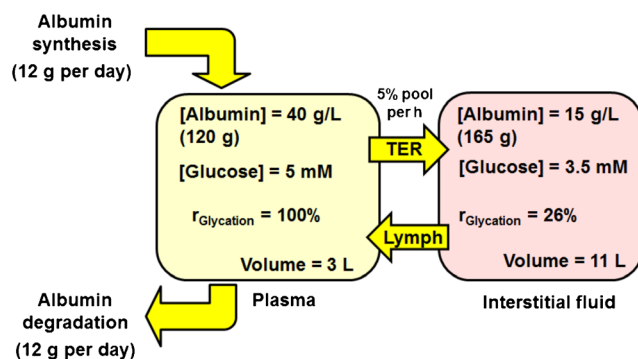 Albumin
synthesis
(12 g per day)
5% pool
per h
[Albumin] = 40 g/L
(120 g)
[Glucose] = 5 mM
rGlycation = 100%
Volume = 3 L
TER
Lymph
[Albumin] = 15 g/L
(165 g)
[Glucose] = 3.5 mM
rGlycation = 26%
Volume = 11 L
Plasma
Interstitial fluid
Albumin
degradation
(12 g per day)